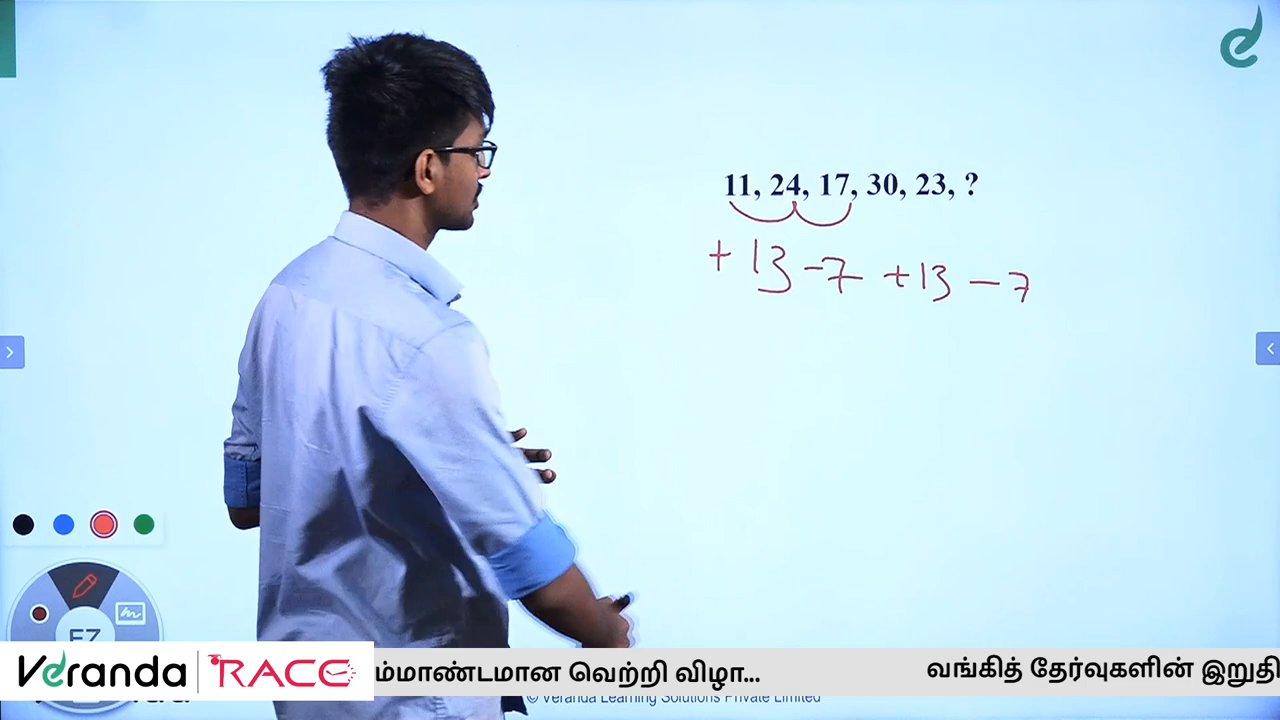 11, 24, 17, 30, 23, ?
+ 13 - 7 + 13 - 7
EZ
Veranda RACE
ம்மாண்டமான வெற்றி விழா... வங்கித் தேர்வுகளின் இறுதி
© Veranda Learning Solutions Private Limited